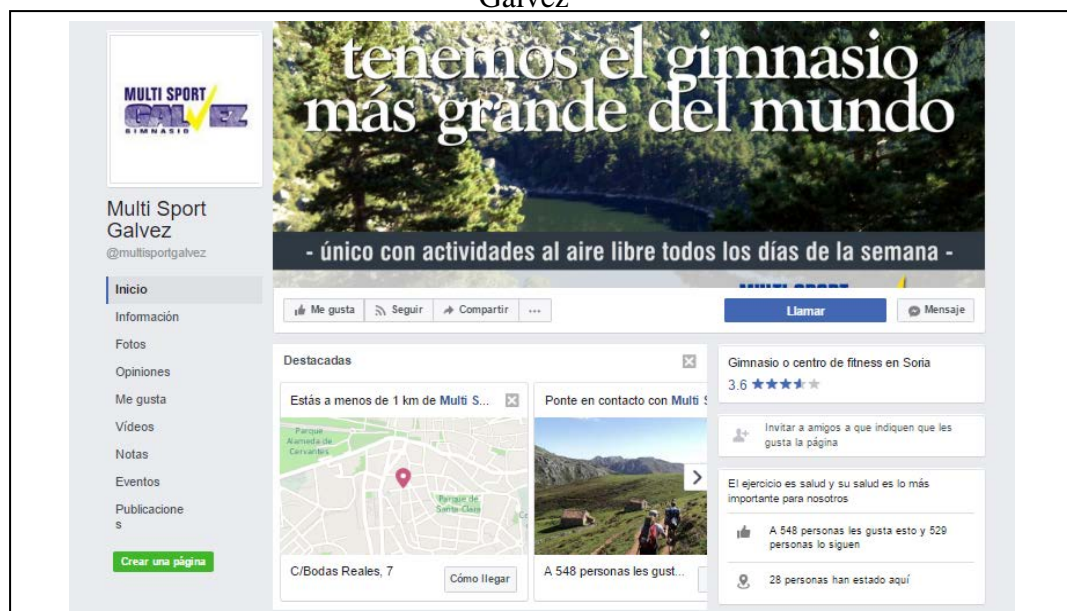 Galvez
MULTI SPORT
GALVEZ
GIMNASIO
tenemos el gimnasio
más grande del mundo
- único con actividades al aire libre todos los días de la semana -
MULTI SPORT
Multi Sport
Galvez
@multisportgalvez
Inicio
Información
Fotos
Opiniones
Me gusta
Vídeos
Notas
Eventos
Publicacione
s
Crear una página
Me gusta
Seguir
Compartir
...
Llamar
Mensaje
Destacadas
Estás a menos de 1 km de Multi S...
Parque
Alameda de
Cervantes
Parque de
Santa Clara
C/Bodas Reales, 7
Cómo llegar
Ponte en contacto con Multi S
A 548 personas les gust...
Gimnasio o centro de fitness en Soria
3.6
Invitar a amigos a que indiquen que les
gusta la página
El ejercicio es salud y su salud es lo más
importante para nosotros
A 548 personas les gusta esto y 529
personas lo siguen
28 personas han estado aquí